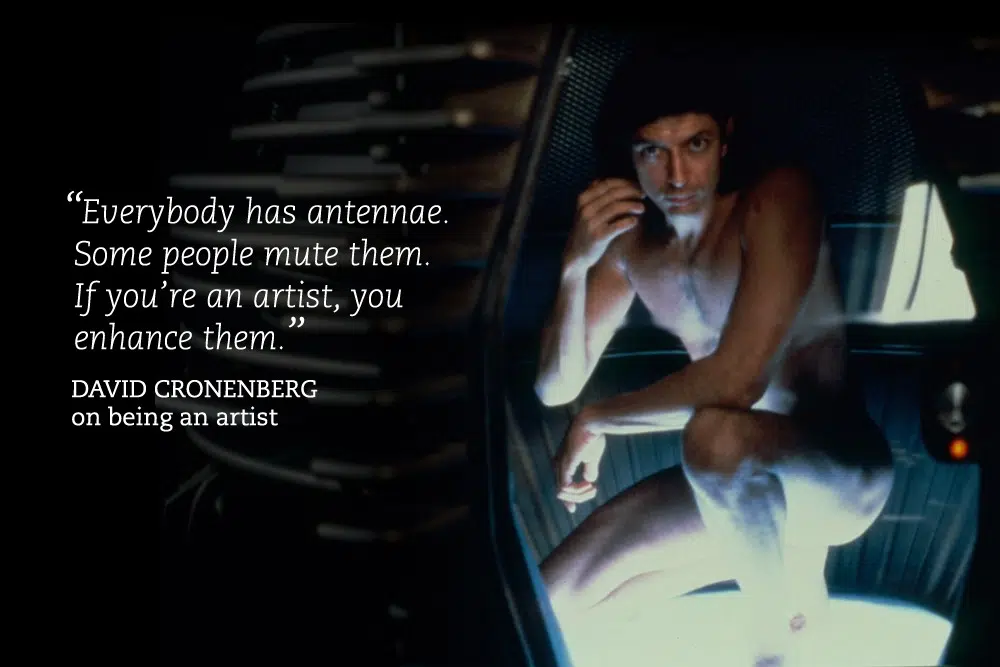 “Everybody has antennae.
Some people mute them.
If you’re an artist, you
enhance them.”
DAVID CRONENBERG
on being an artist